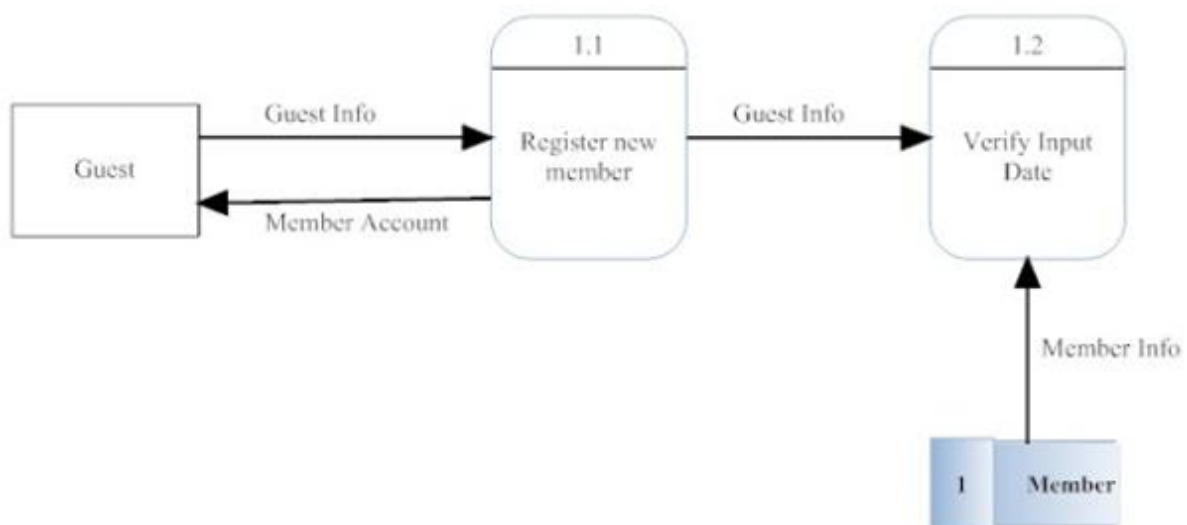 1.1
1.2
Guest Info
Guest Info
Guest
Register new
member
Verify Input
Date
Member Account
Member Info
1
Member